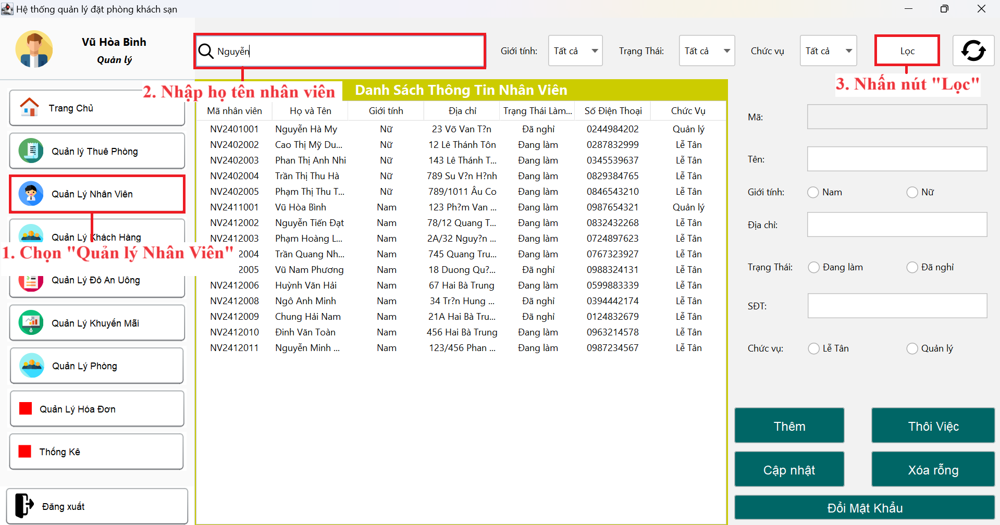 Hệ thống quản lý đặt phòng khách sạn
Vũ Hòa Bình
Quản lý
Nguyễn
Giới tính: Tất cả Trạng Thái: Tất cả Chức vụ Tất cả Lọc
2. Nhập họ tên nhân viên
3. Nhấn nút "Lọc"
Trang Chủ
Quản lý Thuê Phòng
Quản Lý Nhân Viên
Quản Lý Khách Hàng
1. Chọn "Quản lý Nhân Viên"
Quản Lý Đồ Ăn Uống
Quản Lý Khuyến Mãi
Quản Lý Phòng
Quản Lý Hóa Đơn
Thống Kê
Đăng xuất
Danh Sách Thông Tin Nhân Viên
Mã nhân viên Họ và Tên Giới tính Địa chỉ Trạng Thái Làm... Số Điện Thoại Chức Vụ
NV2401001 Nguyễn Hà My Nữ 23 Võ Van T?n Đã nghỉ 0244984202 Quản lý
NV2402002 Cao Thị Mỹ Du... Nữ 12 Lê Thánh Tôn Đang làm 0287832999 Lễ Tân
NV2402003 Phan Thị Anh Nhi Nữ 143 Lê Thánh T... Đang làm 0345539637 Lễ Tân
NV2402004 Trần Thị Thu Hà Nữ 789 Su V?n H?nh Đang làm 0829384765 Lễ Tân
NV2402005 Phạm Thị Thu T... Nữ 789/1011 Âu Co Đang làm 0846543210 Lễ Tân
NV2411001 Vũ Hòa Bình Nam 123 Ph?m Van ... Đang làm 0987654321 Quản lý
NV2412002 Nguyễn Tiến Đạt Nam 78/12 Quang T... Đang làm 0832432268 Lễ Tân
NV2412003 Phạm Hoàng L... Nam 2A/32 Nguy?n ... Đang làm 0724897623 Lễ Tân
2004 Trần Quang Nh... Nam 745 Quang Tru... Đang làm 0767323927 Lễ Tân
2005 Vũ Nam Phương Nam 18 Duong Qu?... Đã nghỉ 0988324131 Lễ Tân
NV2412006 Huỳnh Văn Hải Nam 67 Hai Bà Trung Đang làm 0599883339 Lễ Tân
NV2412008 Ngô Anh Minh Nam 34 Tr?n Hung ... Đã nghỉ 0394442174 Lễ Tân
NV2412009 Chung Hải Nam Nam 21A Hai Bà Tru... Đã nghỉ 0124832679 Lễ Tân
NV2412010 Đinh Văn Toàn Nam 456 Hai Bà Trung Đang làm 0963214578 Lễ Tân
NV2412011 Nguyễn Minh ... Nam 123/456 Phan ... Đang làm 0987234567 Lễ Tân
Mã:
Tên:
Giới tính: Nam Nữ
Địa chỉ:
Trạng Thái: Đang làm Đã nghỉ
SĐT:
Chức vụ: Lễ Tân Quản lý
Thêm Thôi Việc
Cập nhật Xóa rỗng
Đổi Mật Khẩu